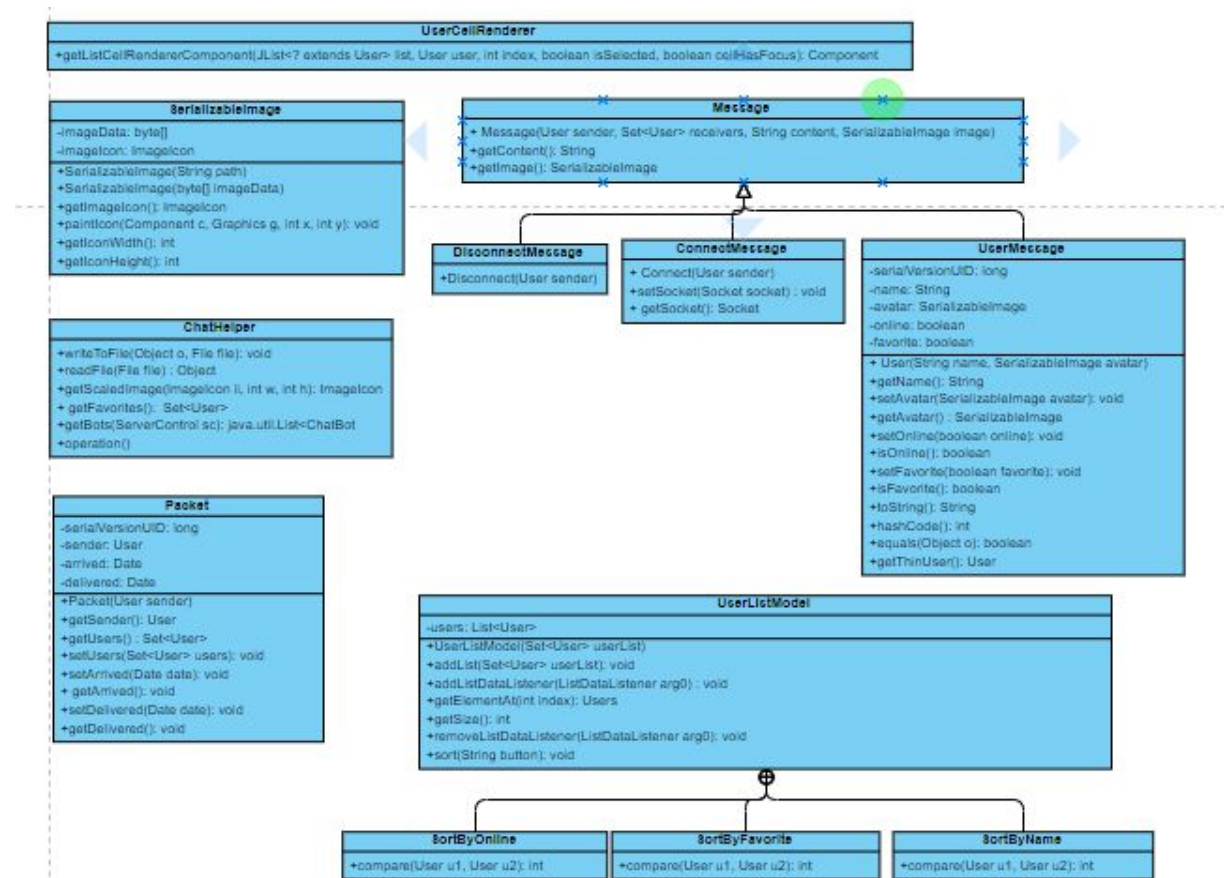 UserCellRenderer
+getListCellRendererComponent(JList<? extends User> list, User user, int index, boolean isSelected, boolean cellHasFocus): Component
SerializableImage
-imageData: byte[]
-imageIcon: ImageIcon
+SerializableImage(String path)
+SerializableImage(byte[] imageData)
+getImageIcon(): ImageIcon
+paintIcon(Component c, Graphics g, int x, int y): void
+getIconWidth(): int
+getIconHeight(): int
Message
+ Message(User sender, Set<User> receivers, String content, SerializableImage image)
+getContent(): String
+getImage(): SerializableImage
DisconnectMessage
+Disconnect(User sender)
ConnectMessage
+ Connect(User sender)
+setSocket(Socket socket) : void
+ getSocket(): Socket
UserMessage
-serialVersionUID: long
-name: String
-avatar: SerializableImage
-online: boolean
-favorite: boolean
+ User(String name, SerializableImage avatar)
+getName(): String
+setAvatar(SerializableImage avatar): void
+getAvatar() : SerializableImage
+setOnline(boolean online): void
+isOnline(): boolean
+setFavorite(boolean favorite): void
+isFavorite(): boolean
+toString(): String
+hashCode(): int
+equals(Object o): boolean
+getThinUser(): User
ChatHelper
+writeToFile(Object o, File file): void
+readFile(File file) : Object
+getScaledImage(ImageIcon ii, int w, int h): ImageIcon
+ getFavorites(): Set<User>
+getBots(ServerControl sc): java.util.List<ChatBot
+operation()
Packet
-serialVersionUID: long
-sender: User
-arrived: Date
-delivered: Date
+Packet(User sender)
+getSender(): User
+getUsers() : Set<User>
+setUsers(Set<User> users): void
+setArrived(Date date): void
+ getArrived(): void
+setDelivered(Date date): void
+getDelivered(): void
UserListModel
-users: List<User>
+UserListModel(Set<User> userList)
+addList(Set<User> userList): void
+addListDataListener(ListDataListener arg0) : void
+getElementAt(int index): Users
+getSize(): int
+removeListDataListener(ListDataListener arg0): void
+sort(String button): void
SortByOnline
+compare(User u1, User u2): int
SortByFavorite
+compare(User u1, User u2): int
SortByName
+compare(User u1, User u2): int